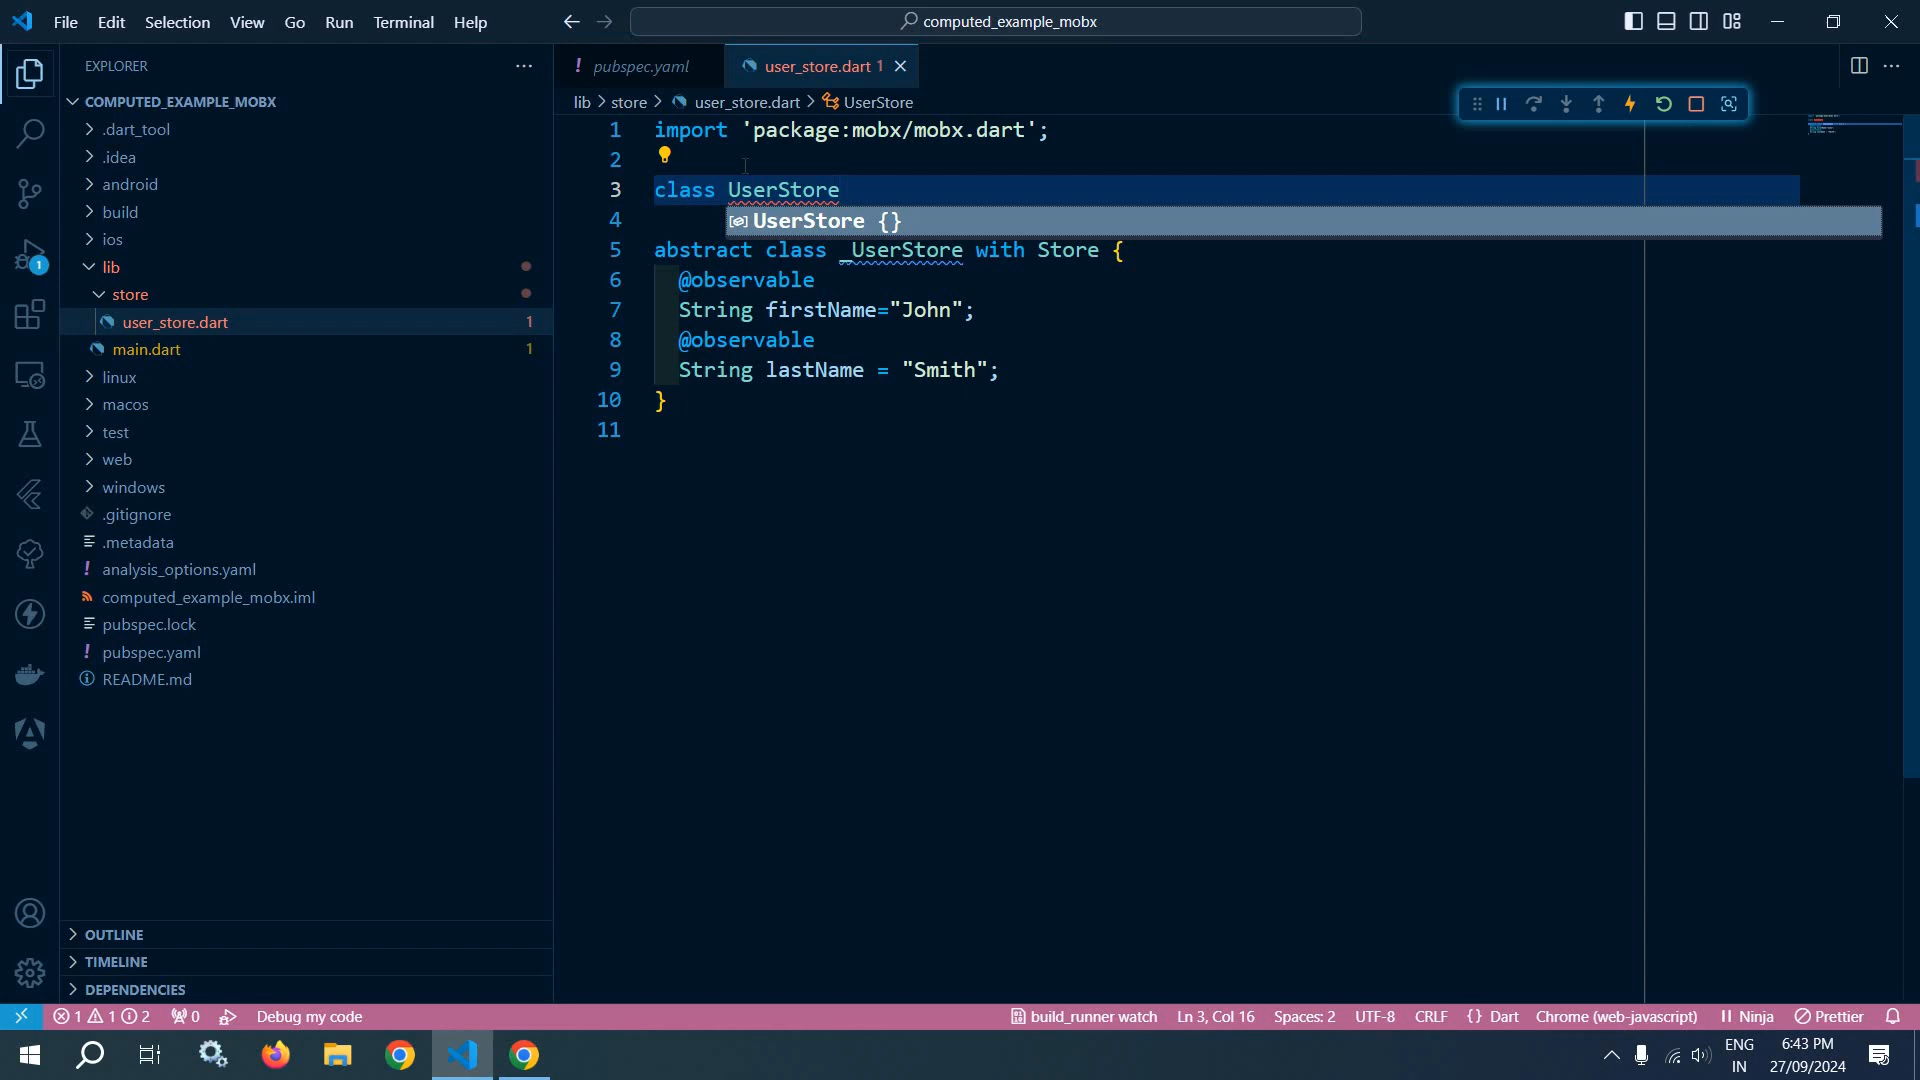 File Edit Selection View Go Run Terminal Help
computed_example_mobx
EXPLORER
COMPUTED_EXAMPLE_MOBX
.dart_tool
.idea
android
build
ios
lib
store
user_store.dart 1
main.dart 1
linux
macos
test
web
windows
.gitignore
.metadata
analysis_options.yaml
computed_example_mobx.iml
pubspec.lock
pubspec.yaml
README.md
OUTLINE
TIMELINE
DEPENDENCIES
1
pubspec.yaml
user_store.dart 1
lib > store > user_store.dart > UserStore
1 import 'package:mobx/mobx.dart';
2
3 class UserStore
4 UserStore {}
5 abstract class _UserStore with Store {
6 @observable
7 String firstName="John";
8 @observable
9 String lastName = "Smith";
10 }
11
1 1 2 0 Debug my code build_runner watch Ln 3, Col 16 Spaces: 2 UTF-8 CRLF {} Dart Chrome (web-javascript) Ninja Prettier
ENG 6:43 PM
IN 27/09/2024